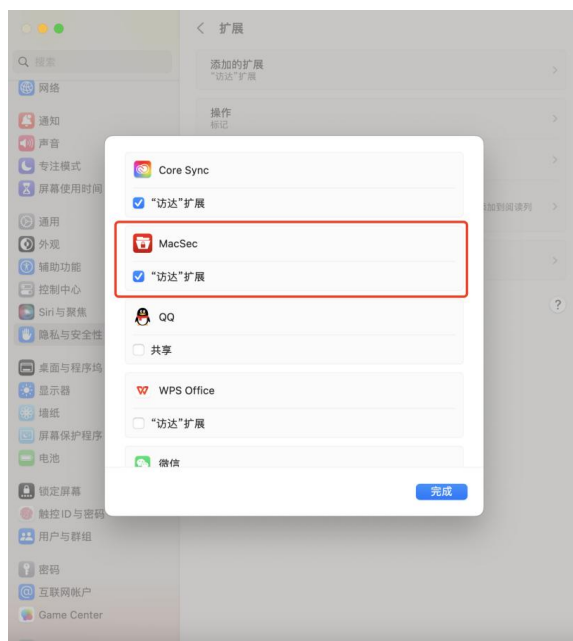 扩展
搜索
网络
通知
声音
专注模式
屏幕使用时间
通用
外观
辅助功能
控制中心
Siri与聚焦
隐私与安全性
桌面与程序坞
显示器
墙纸
屏幕保护程序
电池
锁定屏幕
触控ID与密码
用户与群组
密码
互联网帐户
Game Center
添加的扩展
“访达”扩展
操作
标记
加到阅读列
?
Core Sync
“访达”扩展
MacSec
“访达”扩展
QQ
共享
WPS Office
“访达”扩展
微信
完成